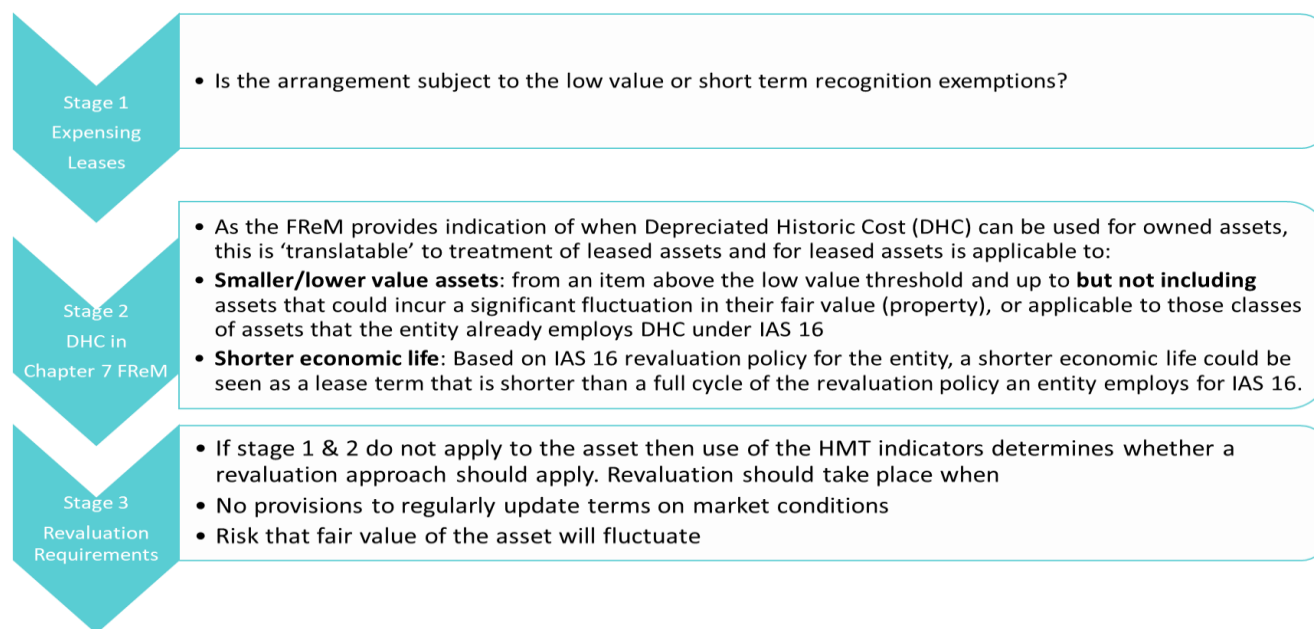 Stage 1
Expensing
Leases
• Is the arrangement subject to the low value or short term recognition exemptions?
Stage 2
DHC in
Chapter 7 FReM
• As the FReM provides indication of when Depreciated Historic Cost (DHC) can be used for owned assets,
this is ‘translatable’ to treatment of leased assets and for leased assets is applicable to:
• Smaller/lower value assets: from an item above the low value threshold and up to but not including
assets that could incur a significant fluctuation in their fair value (property), or applicable to those classes
of assets that the entity already employs DHC under IAS 16
• Shorter economic life: Based on IAS 16 revaluation policy for the entity, a shorter economic life could be
seen as a lease term that is shorter than a full cycle of the revaluation policy an entity employs for IAS 16.
Stage 3
Revaluation
Requirements
• If stage 1 & 2 do not apply to the asset then use of the HMT indicators determines whether a
revaluation approach should apply. Revaluation should take place when
• No provisions to regularly update terms on market conditions
• Risk that fair value of the asset will fluctuate